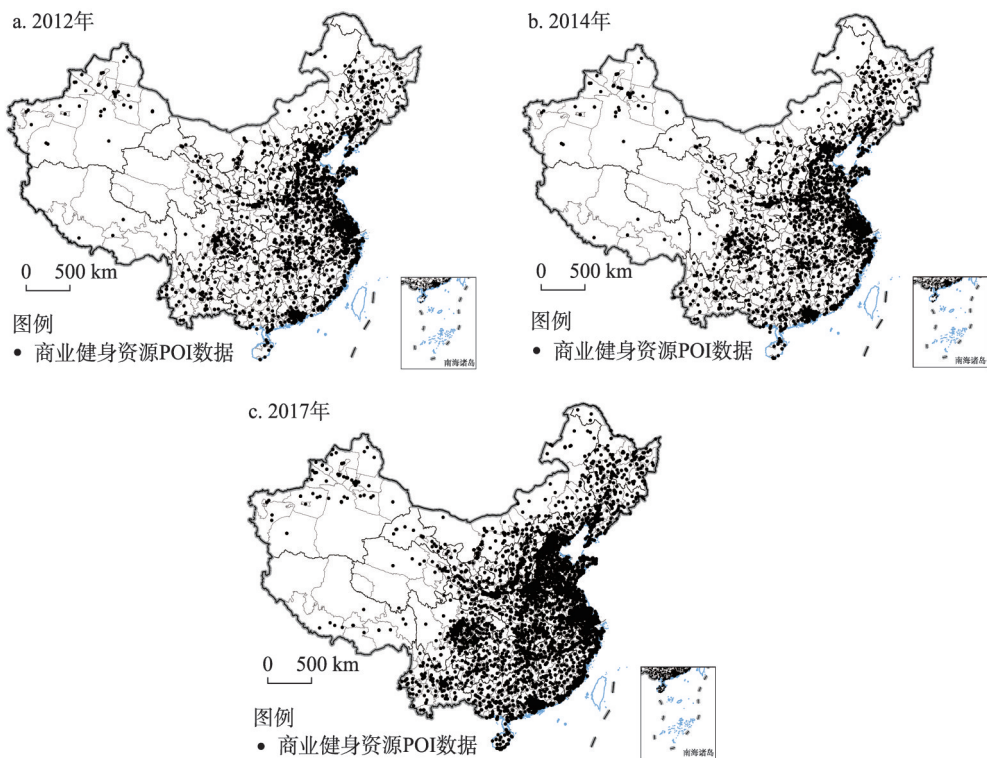 a. 2012年
0 500 km
图例
• 商业健身资源POI数据
南海诸岛
b. 2014年
0 500 km
图例
• 商业健身资源POI数据
南海诸岛
c. 2017年
0 500 km
图例
• 商业健身资源POI数据
南海诸岛